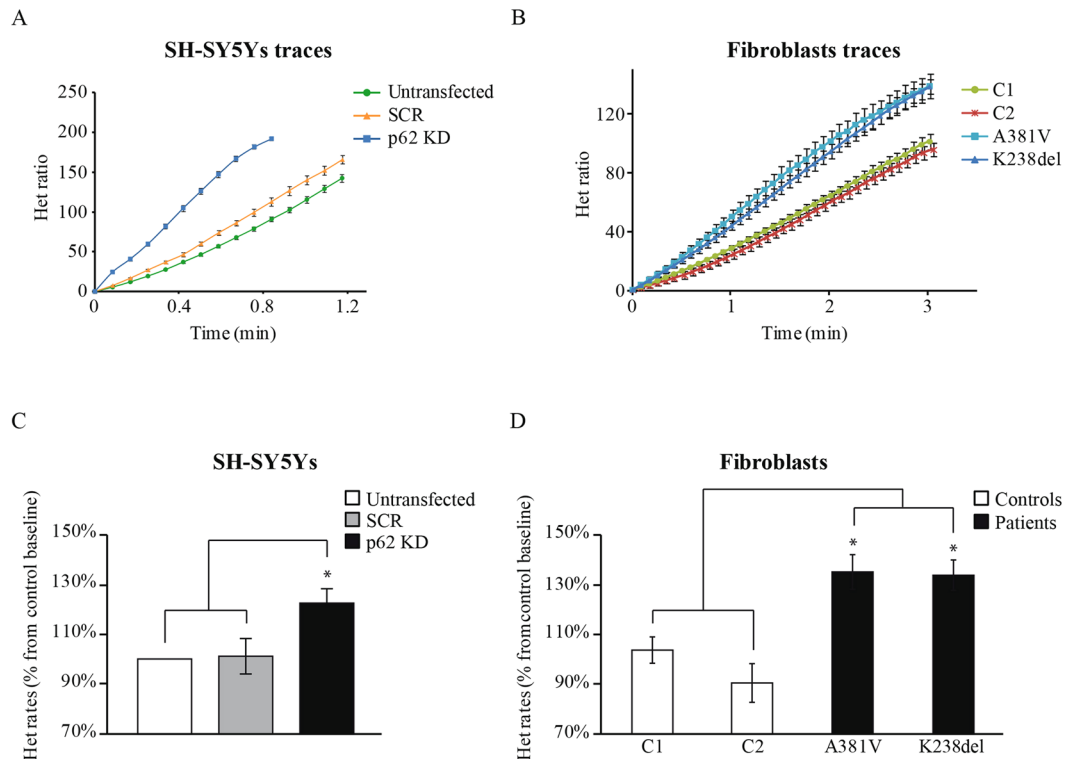 A
SH-SY5Ys traces
Het ratio
250
200
150
100
50
0
0 0.4 0.8 1.2
Time (min)
Untransfected
SCR
p62 KD
B
Fibroblasts traces
Het ratio
120
80
40
0
0 1 2 3
Time (min)
C1
C2
A381V
K238del
C
SH-SY5Ys
Het rates (% from control baseline)
150%
130%
110%
90%
70%
Untransfected
SCR
p62 KD
*
D
Fibroblasts
Het rates (% from control baseline)
150%
130%
110%
90%
70%
Controls
Patients
* *
C1 C2 A381V K238del